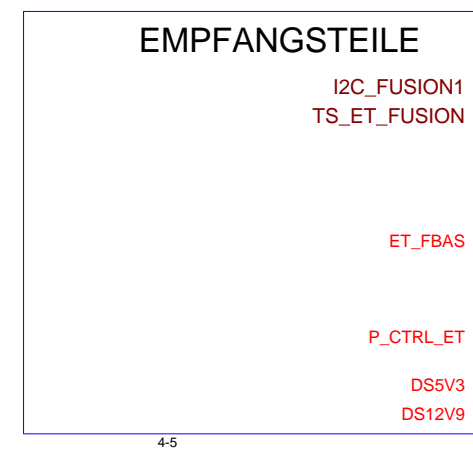 EMPFANGSTEILE
I2C_FUSION1
TS_ET_FUSION
ET_FBAS
P_CTRL_ET
DS5V3
DS12V9
4-5